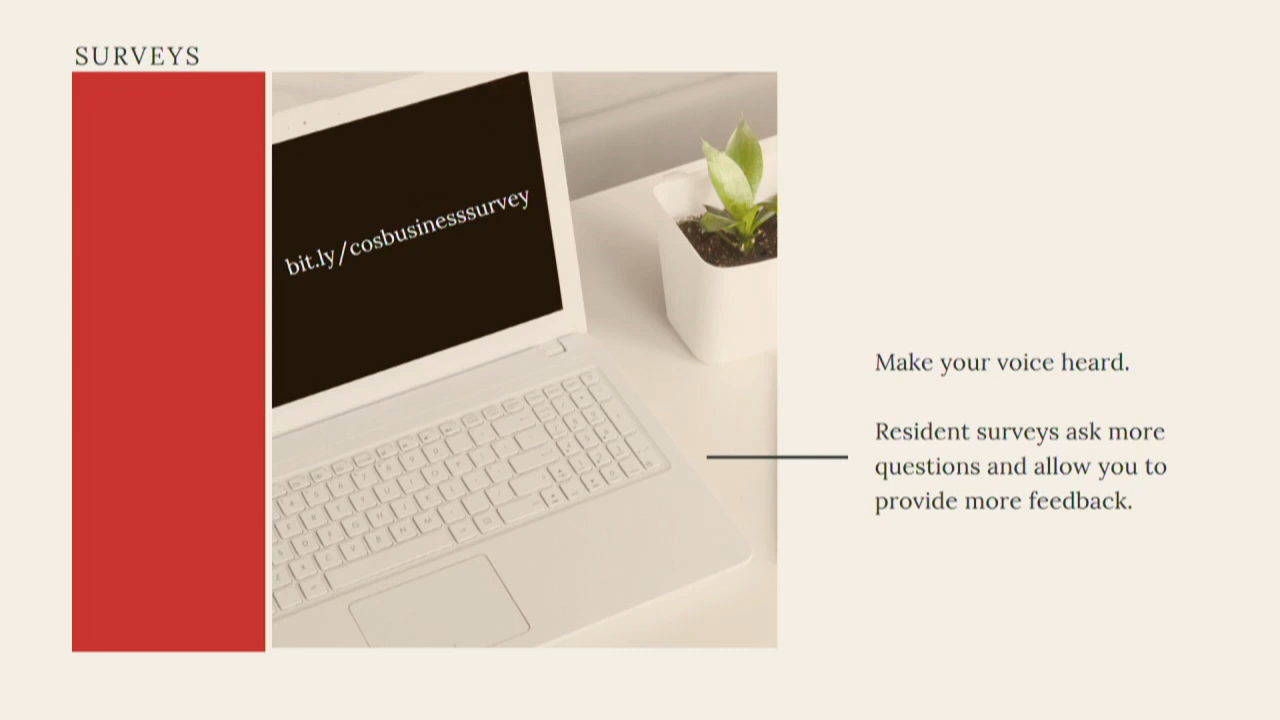 SURVEYS
bit.ly/cosbusinesssurvey
Make your voice heard.
Resident surveys ask more
questions and allow you to
provide more feedback.